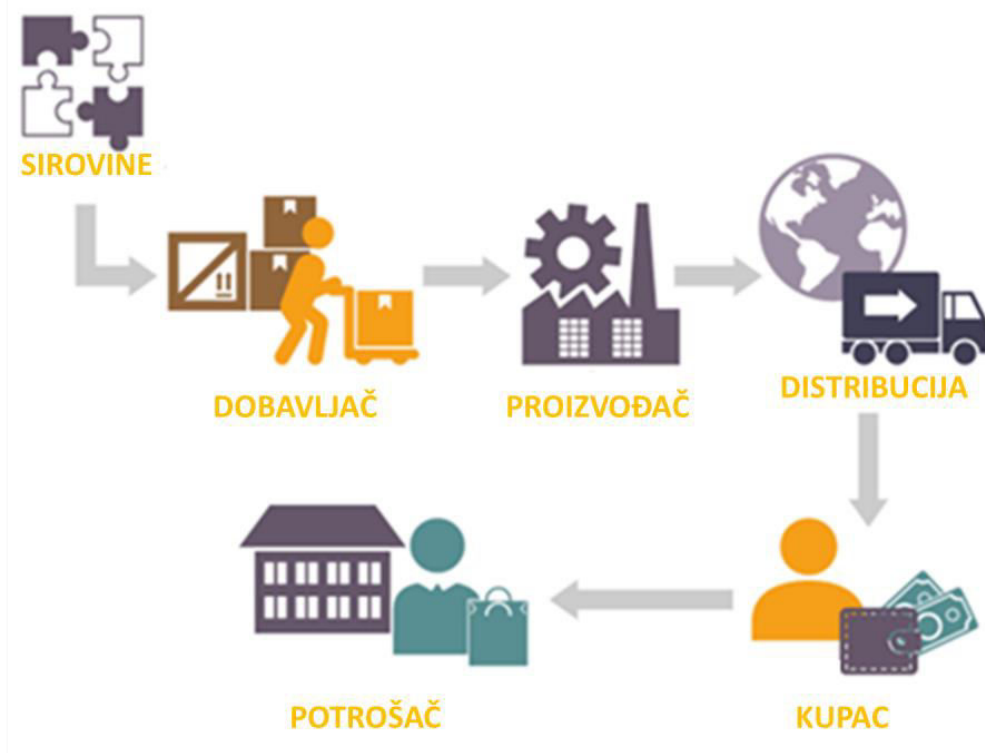 SIROVINE
DOBAVLJAČ
PROIZVOĐAČ
DISTRIBUCIJA
POTROŠAČ
KUPAC